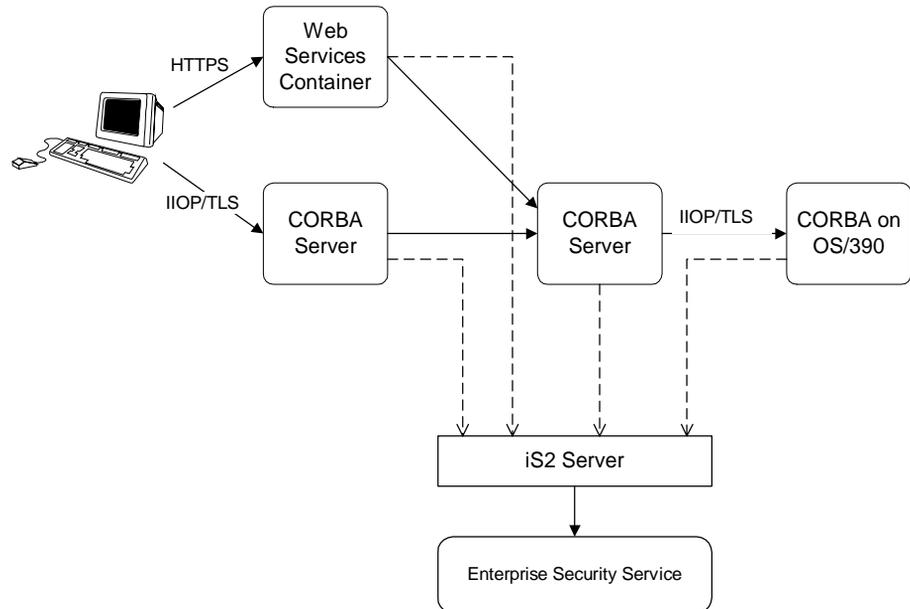 Web
Services
Container
HTTPS
IIOP/TLS
CORBA
Server
CORBA
Server
IIOP/TLS
CORBA on
OS/390
iS2 Server
Enterprise Security Service